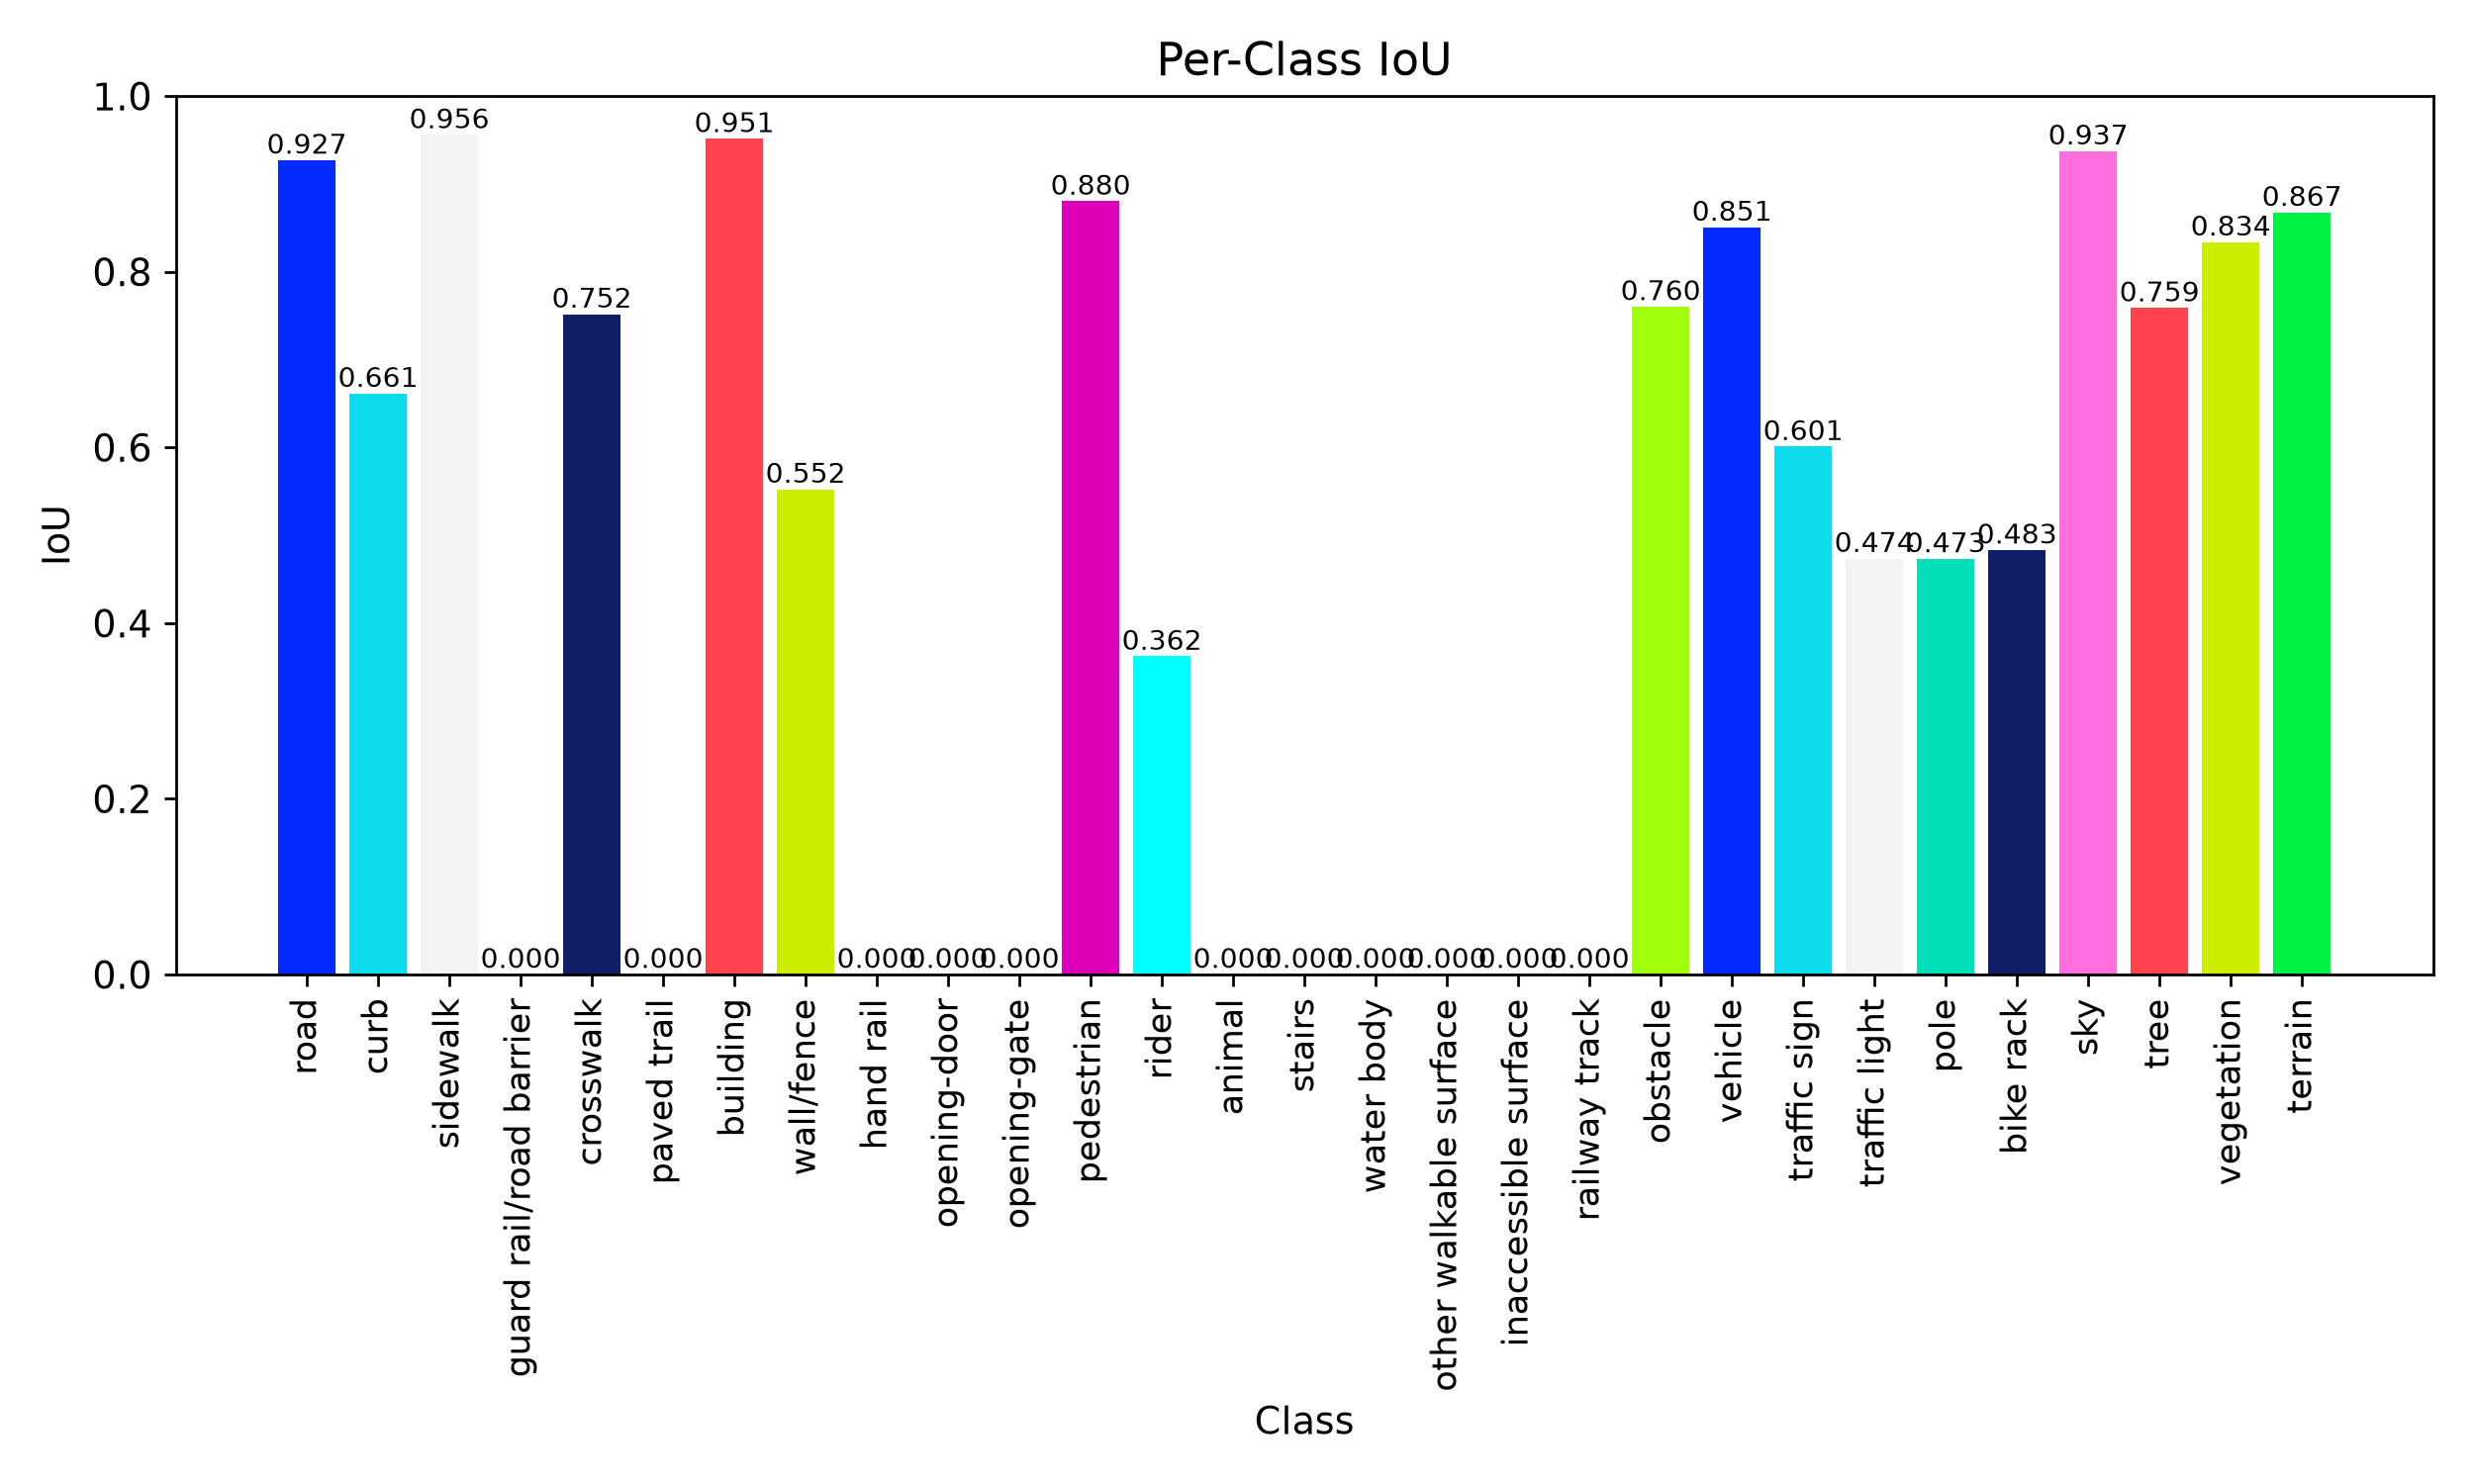 Per-Class IoU
1.0
0.8
0.6
0.4
0.2
0.0
IoU
0.927
0.661
0.956
0.000
0.752
0.000
0.951
0.552
0.000
0.000
0.000
0.880
0.362
0.000
0.000
0.000
0.000
0.000
0.000
0.760
0.851
0.601
0.474
0.473
0.483
0.937
0.759
0.834
0.867
road
curb
sidewalk
guard rail/road barrier
crosswalk
paved trail
building
wall/fence
hand rail
opening-door
opening-gate
pedestrian
rider
animal
stairs
water body
other walkable surface
inaccessible surface
railway track
obstacle
vehicle
traffic sign
traffic light
pole
bike rack
sky
tree
vegetation
terrain
Class